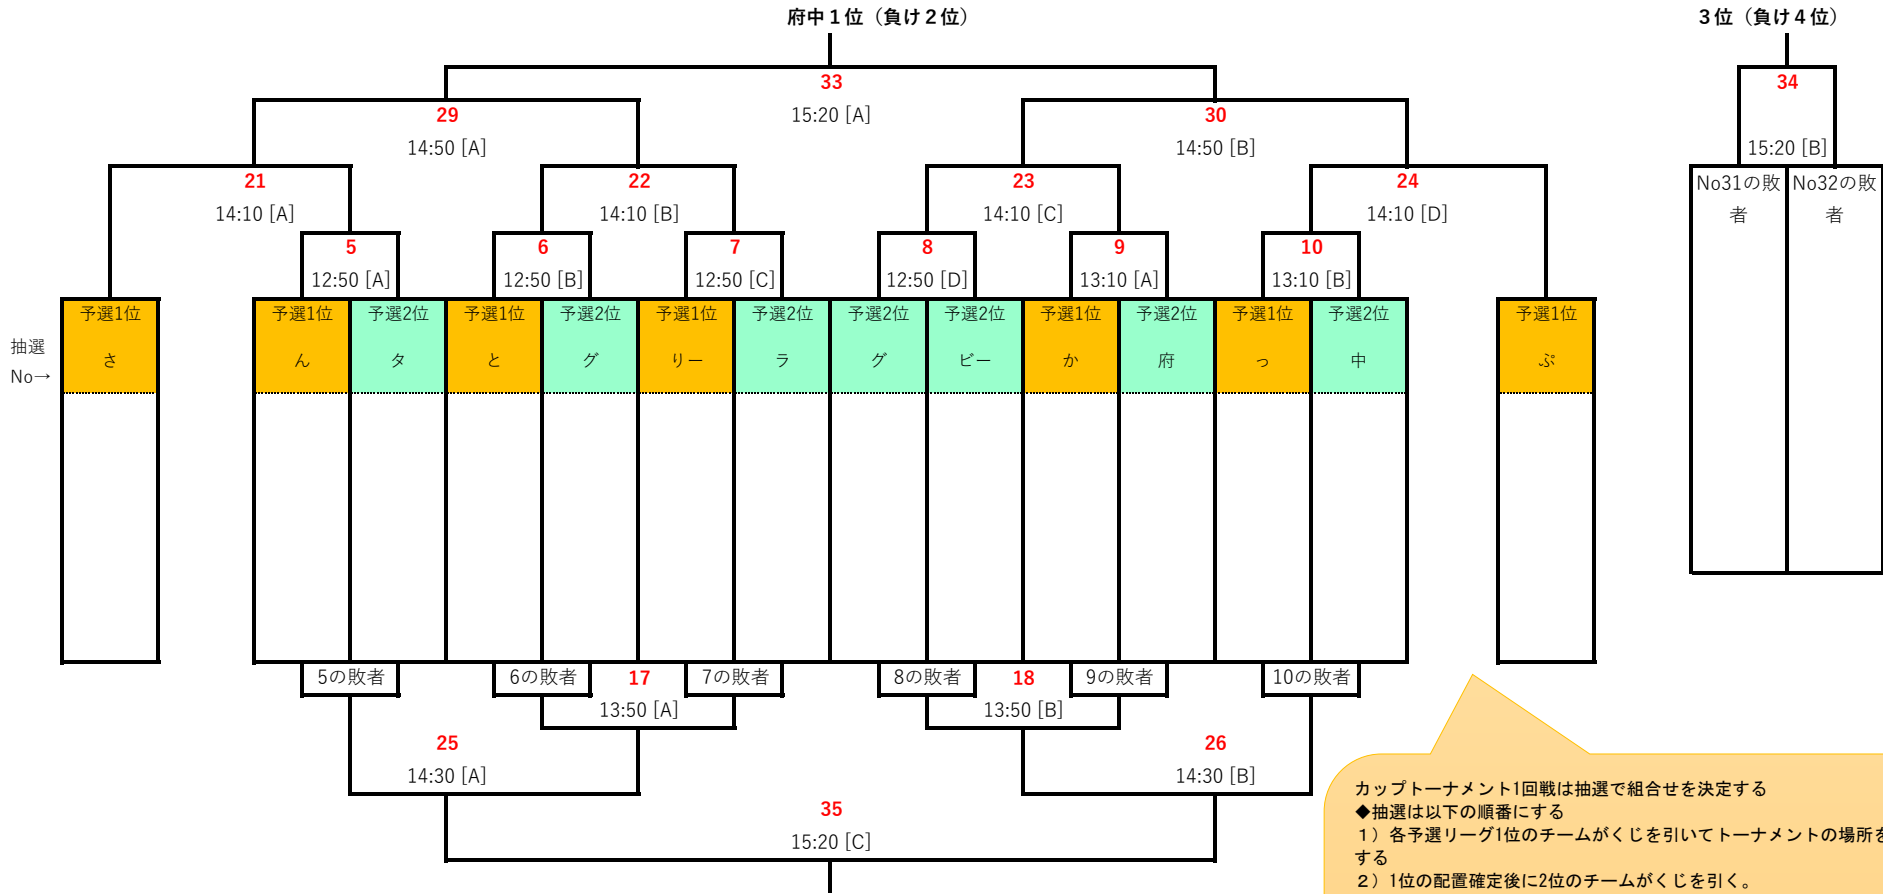 府中１位（負け２位）
３位（負け４位）
33
15:20 [A]
34
15:20 [B]
29
14:50 [A]
30
14:50 [B]
21
14:10 [A]
22
14:10 [B]
23
14:10 [C]
24
14:10 [D]
No31の敗者
No32の敗者
5
12:50 [A]
6
12:50 [B]
7
12:50 [C]
8
12:50 [D]
9
13:10 [A]
10
13:10 [B]
抽選
No→
予選1位
さ
予選1位
ん
予選2位
タ
予選1位
と
予選2位
グ
予選1位
りー
予選2位
ラ
予選2位
グ
予選2位
ビー
予選1位
か
予選2位
府
予選1位
っ
予選2位
中
予選1位
ぷ
5の敗者
6の敗者
17
7の敗者
8の敗者
18
9の敗者
10の敗者
13:50 [A]
13:50 [B]
25
14:30 [A]
26
14:30 [B]
35
15:20 [C]
カップトーナメント1回戦は抽選で組合せを決定する
◆抽選は以下の順番にする
１）各予選リーグ1位のチームがくじを引いてトーナメントの場所を
する
２）1位の配置確定後に2位のチームがくじを引く。